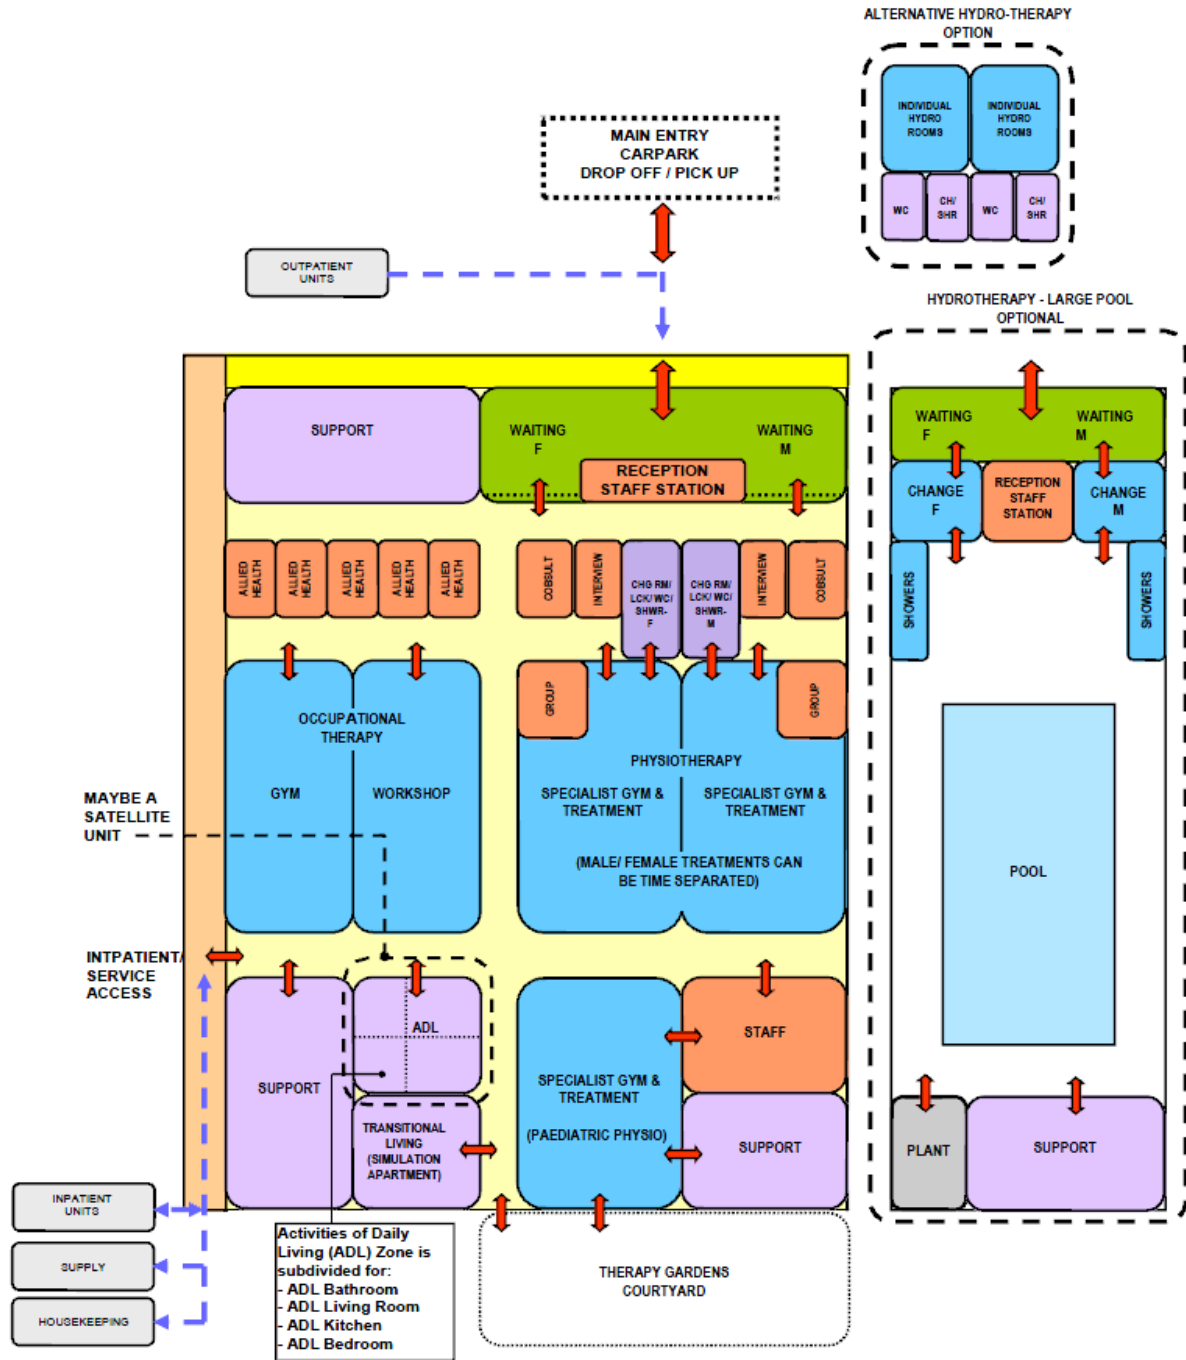 ALTERNATIVE HYDRO-THERAPY
OPTION
INDIVIDUAL
HYDRO
ROOMS
INDIVIDUAL
HYDRO
ROOMS
WC
CH/
SHR
WC
CH/
SHR
MAIN ENTRY
CARPARK
DROP OFF / PICK UP
OUTPATIENT
UNITS
HYDROTHERAPY - LARGE POOL
OPTIONAL
SUPPORT
WAITING
F
WAITING
M
RECEPTION
STAFF STATION
WAITING
F
WAITING
M
CHANGE
F
RECEPTION
STAFF
STATION
CHANGE
M
SHOWERS
SHOWERS
ALLIED
HEALTH
ALLIED
HEALTH
ALLIED
HEALTH
ALLIED
HEALTH
ALLIED
HEALTH
COBSULT
INTERVIEW
CHG RM/
LCK/ WC/
SHWR-
F
CHG RM/
LCK/ WC/
SHWR-
M
INTERVIEW
COBSULT
GROUP
GROUP
OCCUPATIONAL
THERAPY
GYM
WORKSHOP
PHYSIOTHERAPY
SPECIALIST GYM &
TREATMENT
SPECIALIST GYM &
TREATMENT
(MALE/ FEMALE TREATMENTS CAN
BE TIME SEPARATED)
POOL
MAYBE A
SATELLITE
UNIT
INTPATIENT/
SERVICE
ACCESS
SUPPORT
ADL
TRANSITIONAL
LIVING
(SIMULATION
APARTMENT)
SPECIALIST GYM &
TREATMENT
(PAEDIATRIC PHYSIO)
STAFF
SUPPORT
PLANT
SUPPORT
INPATIENT
UNITS
SUPPLY
HOUSEKEEPING
Activities of Daily
Living (ADL) Zone is
subdivided for:
- ADL Bathroom
- ADL Living Room
- ADL Kitchen
- ADL Bedroom
THERAPY GARDENS
COURTYARD